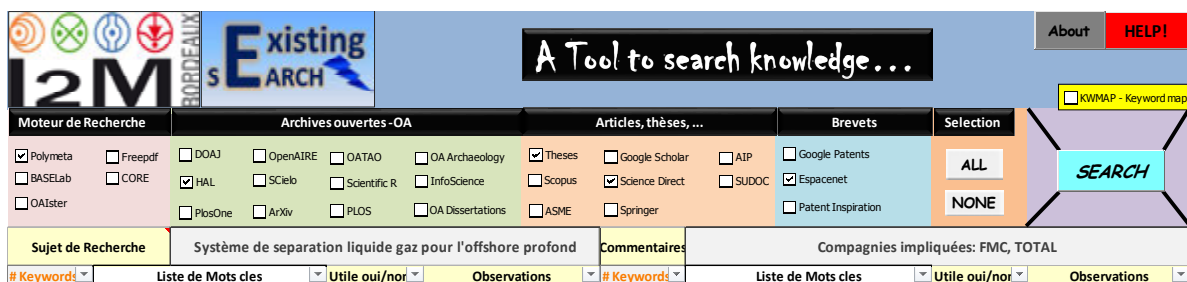 I2M
BORDEAUX
Existing
sEARCH
A Tool to search knowledge...
About HELP!
KWMAP - Keyword map
Moteur de Recherche Archives ouvertes -OA Articles, thèses, ... Brevets Selection
Polymeta Freepdf DOAJ OpenAIRE OATAO OA Archaeology Theses Google Scholar AIP Google Patents ALL
BASELab CORE HAL SCielo Scientific R InfoScience Scopus Science Direct SUDOC Espacenet SEARCH
OAIster PlosOne ArXiv PLOS OA Dissertations ASME Springer Patent Inspiration NONE
Sujet de Recherche Système de separation liquide gaz pour l'offshore profond Commentaires Compagnies impliquées: FMC, TOTAL
# Keywords Liste de Mots cles Utile oui/nor Observations # Keywords Liste de Mots cles Utile oui/nor Observations